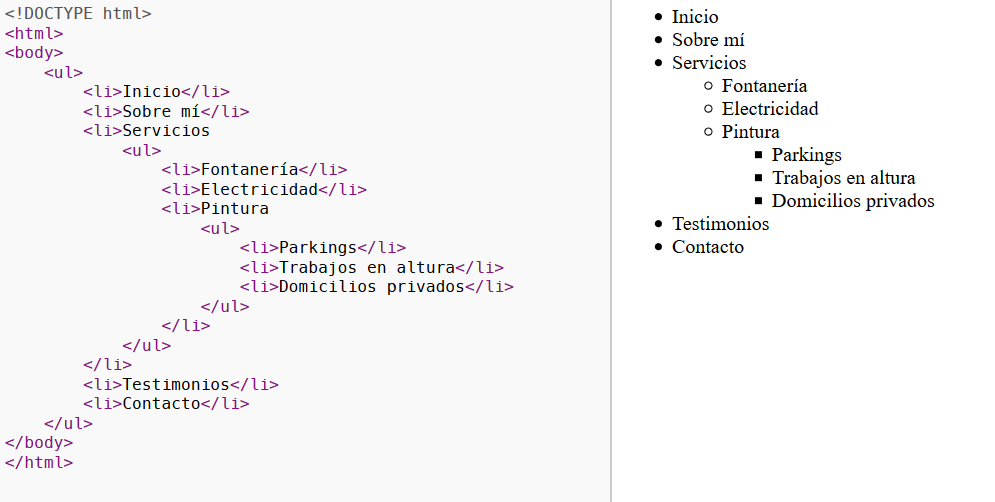 <!DOCTYPE html>
<html>
<body>
    <ul>
        <li>Inicio</li>
        <li>Sobre mí</li>
        <li>Servicios
            <ul>
                <li>Fontanería</li>
                <li>Electricidad</li>
                <li>Pintura
                    <ul>
                        <li>Parkings</li>
                        <li>Trabajos en altura</li>
                        <li>Domicilios privados</li>
                    </ul>
                </li>
            </ul>
        </li>
        <li>Testimonios</li>
        <li>Contacto</li>
    </ul>
</body>
</html>
• Inicio
• Sobre mí
• Servicios
◦ Fontanería
◦ Electricidad
◦ Pintura
▪ Parkings
▪ Trabajos en altura
▪ Domicilios privados
• Testimonios
• Contacto